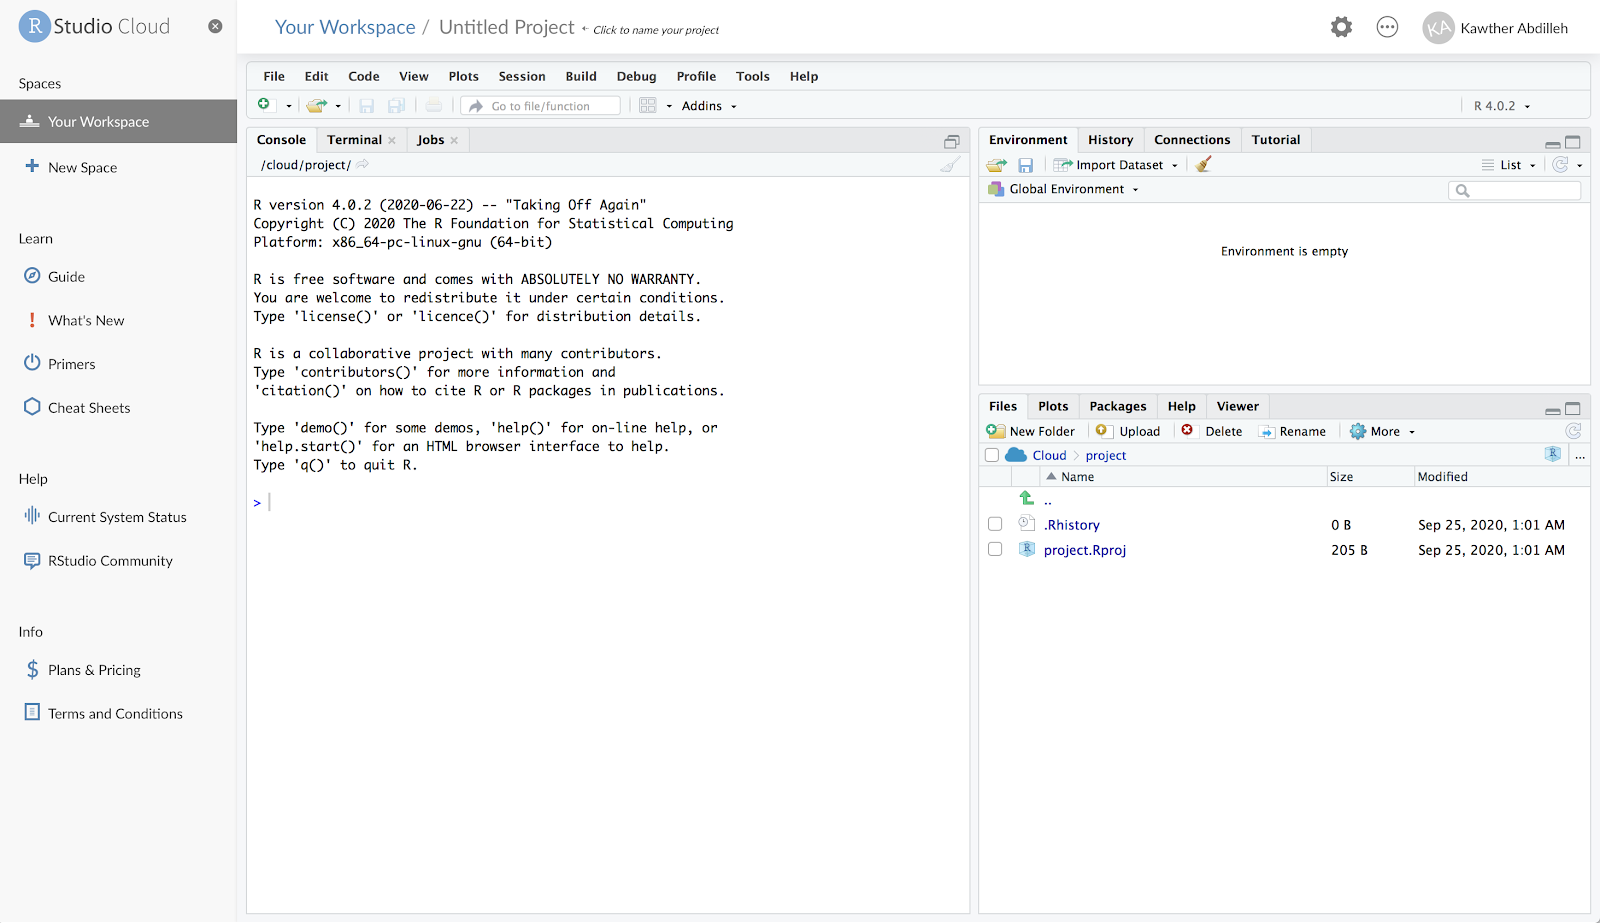 R Studio Cloud
Spaces
Your Workspace
New Space
Learn
Guide
What's New
Primers
Cheat Sheets
Help
Current System Status
RStudio Community
Info
Plans & Pricing
Terms and Conditions
Your Workspace / Untitled Project ← Click to name your project
KA Kawther Abdilleh
File Edit Code View Plots Session Build Debug Profile Tools Help
Go to file/function Addins R 4.0.2
Console Terminal Jobs
/cloud/project/
R version 4.0.2 (2020-06-22) -- "Taking Off Again"
Copyright (C) 2020 The R Foundation for Statistical Computing
Platform: x86_64-pc-linux-gnu (64-bit)
R is free software and comes with ABSOLUTELY NO WARRANTY.
You are welcome to redistribute it under certain conditions.
Type 'license()' or 'licence()' for distribution details.
R is a collaborative project with many contributors.
Type 'contributors()' for more information and
'citation()' on how to cite R or R packages in publications.
Type 'demo()' for some demos, 'help()' for on-line help, or
'help.start()' for an HTML browser interface to help.
Type 'q()' to quit R.
>
Environment History Connections Tutorial
Import Dataset List
Global Environment
Environment is empty
Files Plots Packages Help Viewer
New Folder Upload Delete Rename More
Cloud project R ...
Name Size Modified
..
.Rhistory 0 B Sep 25, 2020, 1:01 AM
R project.Rproj 205 B Sep 25, 2020, 1:01 AM